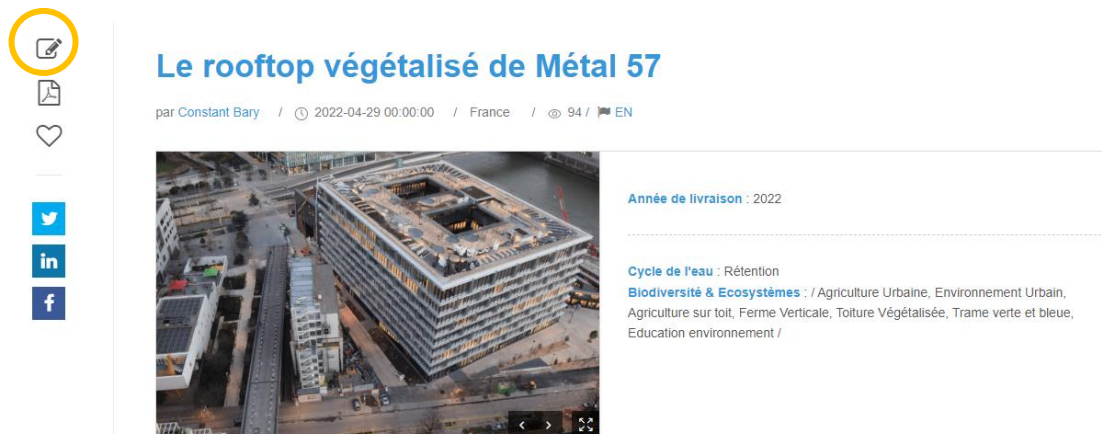 Le rooftop végétalisé de Métal 57
par Constant Bary / 2022-04-29 00:00:00 / France / 94 / EN
Année de livraison : 2022
Cycle de l'eau : Rétention
Biodiversité & Ecosystèmes : / Agriculture Urbaine, Environnement Urbain,
Agriculture sur toit, Ferme Verticale, Toiture Végétalisée, Trame verte et bleue,
Education environnement /
in
f